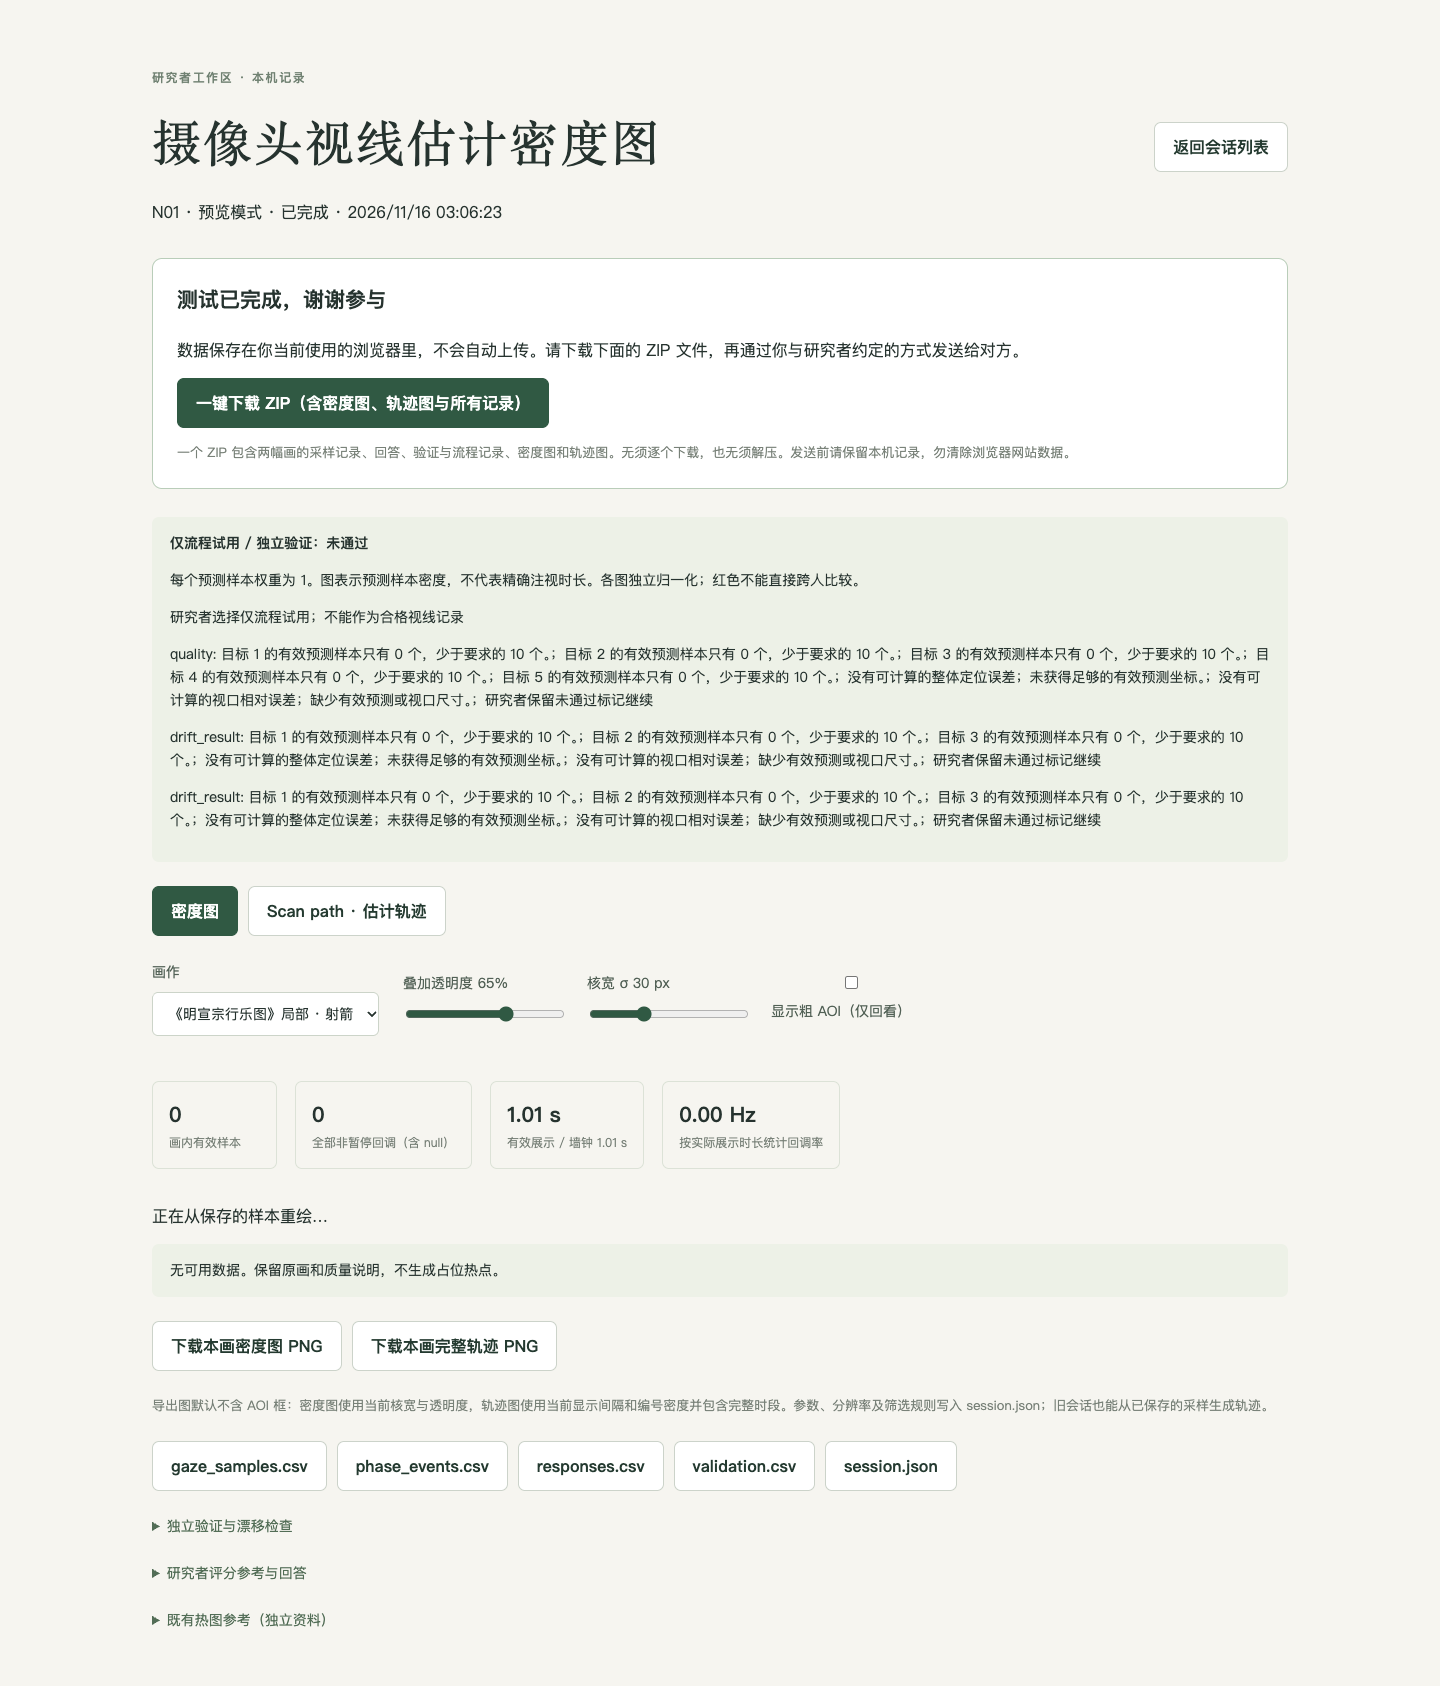 研究者工作区 · 本机记录
摄像头视线估计密度图
返回会话列表
N01 · 预览模式 · 已完成 · 2026/11/16 03:06:23
测试已完成，谢谢参与
数据保存在你当前使用的浏览器里，不会自动上传。请下载下面的 ZIP 文件，再通过你与研究者约定的方式发送给对方。
一键下载 ZIP（含密度图、轨迹图与所有记录）
一个 ZIP 包含两幅画的采样记录、回答、验证与流程记录、密度图和轨迹图。无须逐个下载，也无须解压。发送前请保留本机记录，勿清除浏览器网站数据。
仅流程试用 / 独立验证：未通过
每个预测样本权重为 1。图表示预测样本密度，不代表精确注视时长。各图独立归一化；红色不能直接跨人比较。
研究者选择仅流程试用；不能作为合格视线记录
quality: 目标 1 的有效预测样本只有 0 个，少于要求的 10 个。；目标 2 的有效预测样本只有 0 个，少于要求的 10 个。；目标 3 的有效预测样本只有 0 个，少于要求的 10 个。；目
标 4 的有效预测样本只有 0 个，少于要求的 10 个。；目标 5 的有效预测样本只有 0 个，少于要求的 10 个。；没有可计算的整体定位误差；未获得足够的有效预测坐标。；没有可
计算的视口相对误差；缺少有效预测或视口尺寸。；研究者保留未通过标记继续
drift_result: 目标 1 的有效预测样本只有 0 个，少于要求的 10 个。；目标 2 的有效预测样本只有 0 个，少于要求的 10 个。；目标 3 的有效预测样本只有 0 个，少于要求的 10
个。；没有可计算的整体定位误差；未获得足够的有效预测坐标。；没有可计算的视口相对误差；缺少有效预测或视口尺寸。；研究者保留未通过标记继续
drift_result: 目标 1 的有效预测样本只有 0 个，少于要求的 10 个。；目标 2 的有效预测样本只有 0 个，少于要求的 10 个。；目标 3 的有效预测样本只有 0 个，少于要求的 10
个。；没有可计算的整体定位误差；未获得足够的有效预测坐标。；没有可计算的视口相对误差；缺少有效预测或视口尺寸。；研究者保留未通过标记继续
密度图
Scan path · 估计轨迹
画作
《明宣宗行乐图》局部 · 射箭
叠加透明度 65%
核宽 σ 30 px
显示粗 AOI（仅回看）
0
画内有效样本
0
全部非暂停回调（含 null）
1.01 s
有效展示 / 墙钟 1.01 s
0.00 Hz
按实际展示时长统计回调率
正在从保存的样本重绘…
无可用数据。保留原画和质量说明，不生成占位热点。
下载本画密度图 PNG
下载本画完整轨迹 PNG
导出图默认不含 AOI 框：密度图使用当前核宽与透明度，轨迹图使用当前显示间隔和编号密度并包含完整时段。参数、分辨率及筛选规则写入 session.json；旧会话也能从已保存的采样生成轨迹。
gaze_samples.csv
phase_events.csv
responses.csv
validation.csv
session.json
独立验证与漂移检查
研究者评分参考与回答
既有热图参考（独立资料）